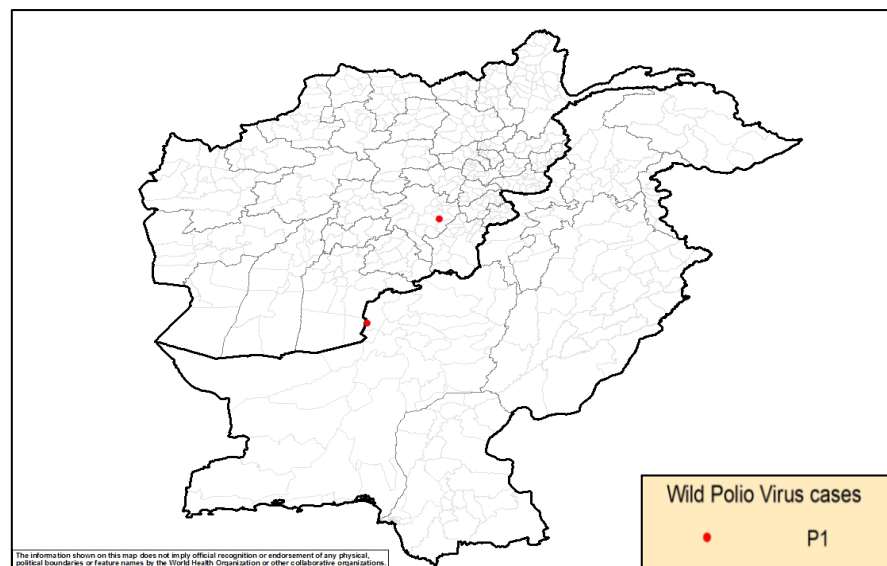 Wild Polio Virus cases
P1
The information shown on this map does not imply official recognition or endorsement of any physical,
political boundaries or feature names by the World Health Organization or other collaborative organizations.